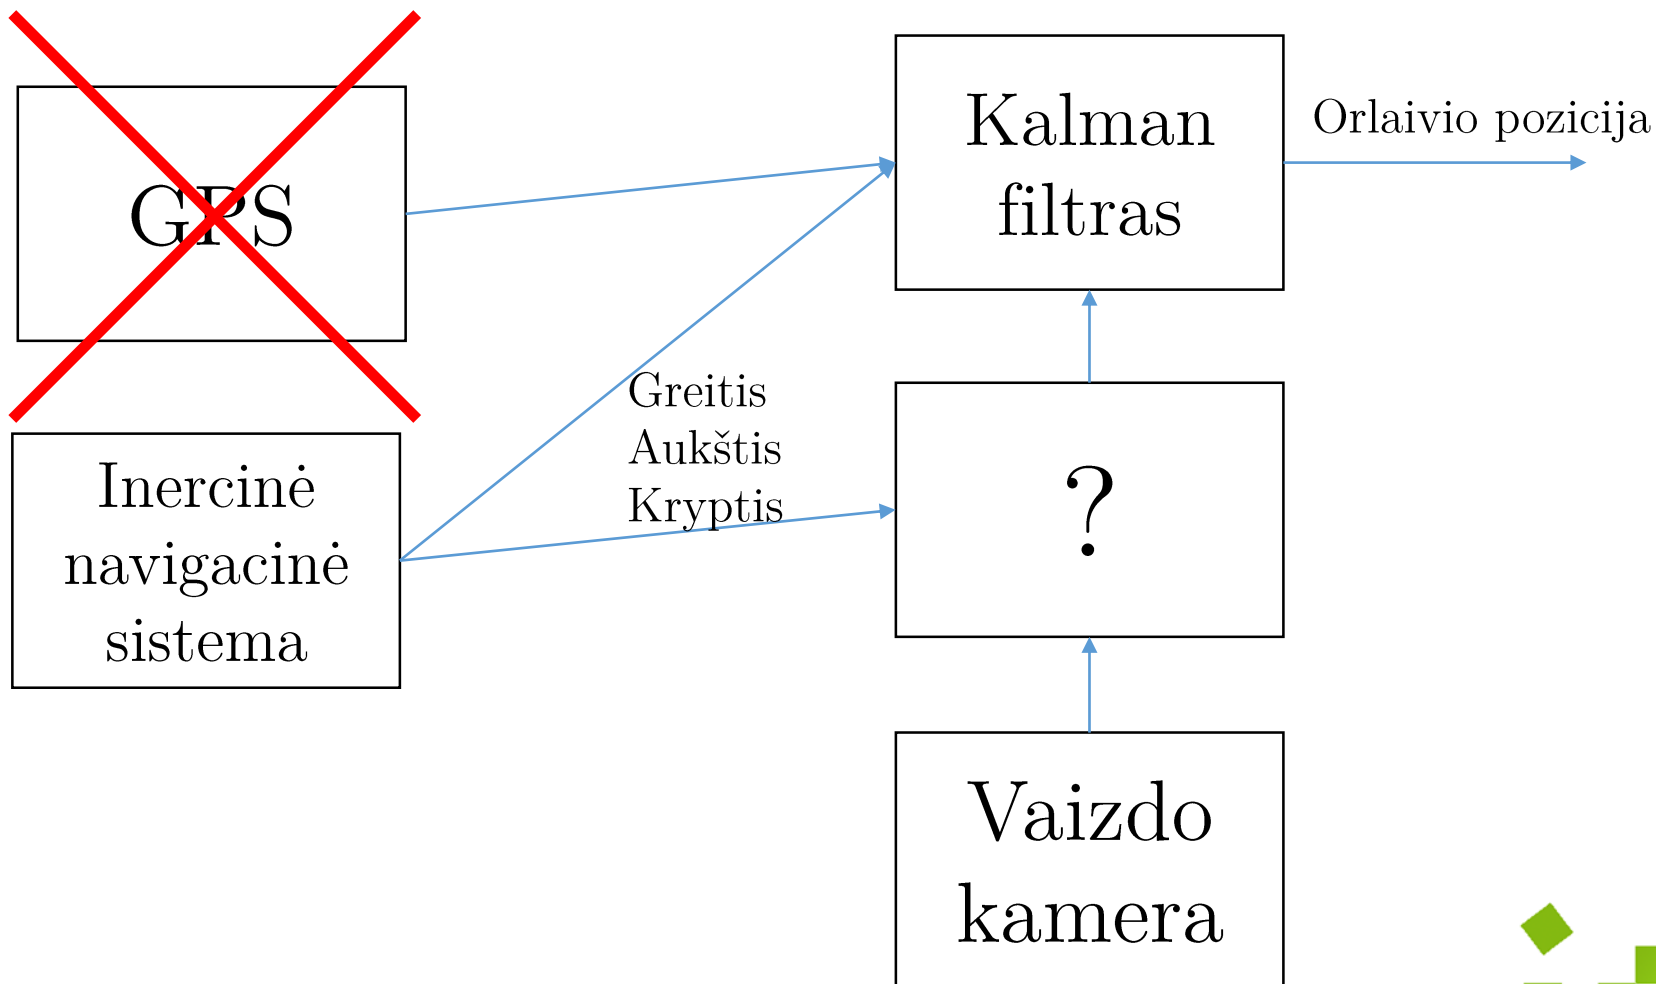 GPS
Kalman
filtras
Orlaivio pozicija
Greitis
Aukštis
Kryptis
Inercinė
navigacinė
sistema
?
Vaizdo
kamera